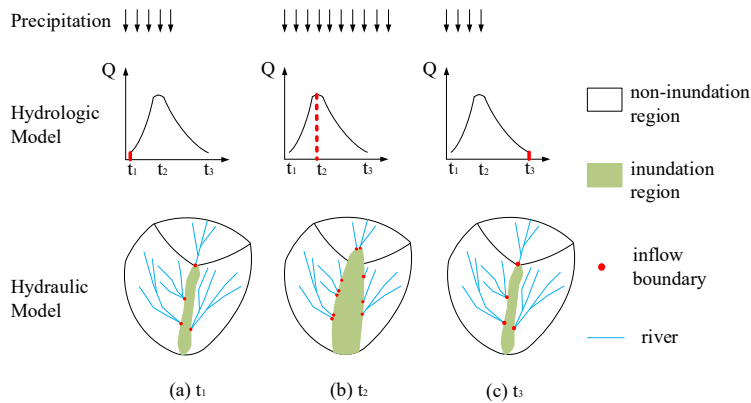 Precipitation
Q
Hydrologic
Model
t₁ t₂ t₃
t₁ t₂ t₃
t₁ t₂ t₃
non-inundation
region
inundation
region
Hydraulic
Model
inflow
boundary
river
(a) t₁
(b) t₂
(c) t₃